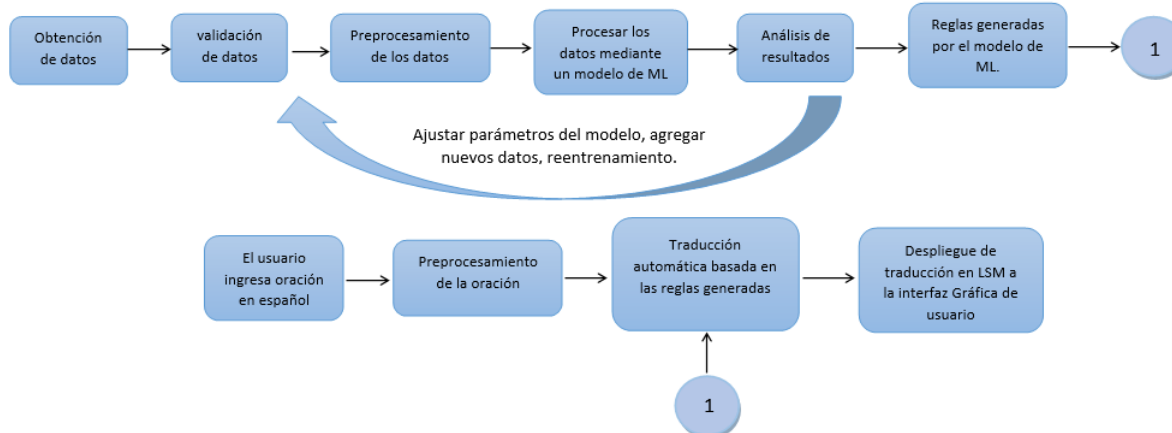 Obtención
de datos
validación
de datos
Preprocesamiento
de los datos
Procesar los
datos mediante
un modelo de ML
Análisis de
resultados
Reglas generadas
por el modelo de
ML.
1
Ajustar parámetros del modelo, agregar
nuevos datos, reentrenamiento.
El usuario
ingresa oración
en español
Preprocesamiento
de la oración
Traducción
automática basada en
las reglas generadas
Despliegue de
traducción en LSM a
la interfaz Gráfica de
usuario
1